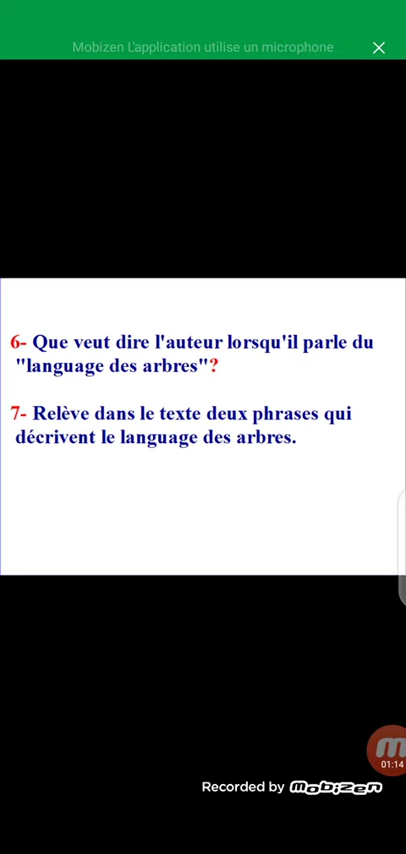 Mobizen L'application utilise un microphone
6- Que veut dire l'auteur lorsqu'il parle du
"language des arbres"?
7- Relève dans le texte deux phrases qui
décrivent le language des arbres.
01:14
Recorded by Mobizen